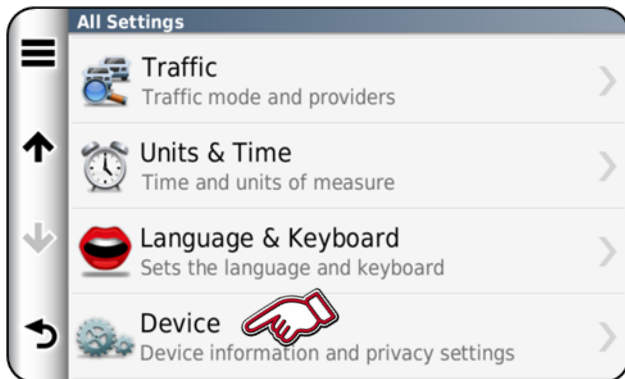 All Settings
Traffic
Traffic mode and providers
Units & Time
Time and units of measure
Language & Keyboard
Sets the language and keyboard
Device
Device information and privacy settings